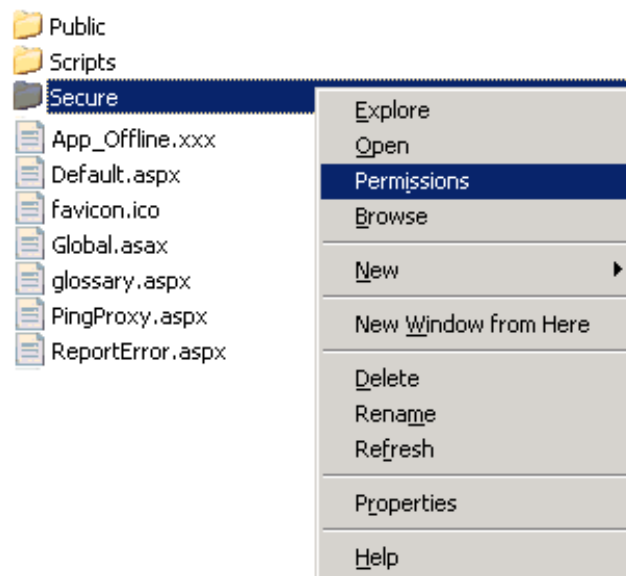 Public
Scripts
Secure
App_Offline.xxx
Default.aspx
favicon.ico
Global.asax
glossary.aspx
PingProxy.aspx
ReportError.aspx
Explore
Open
Permissions
Browse
New
New Window from Here
Delete
Rename
Refresh
Properties
Help